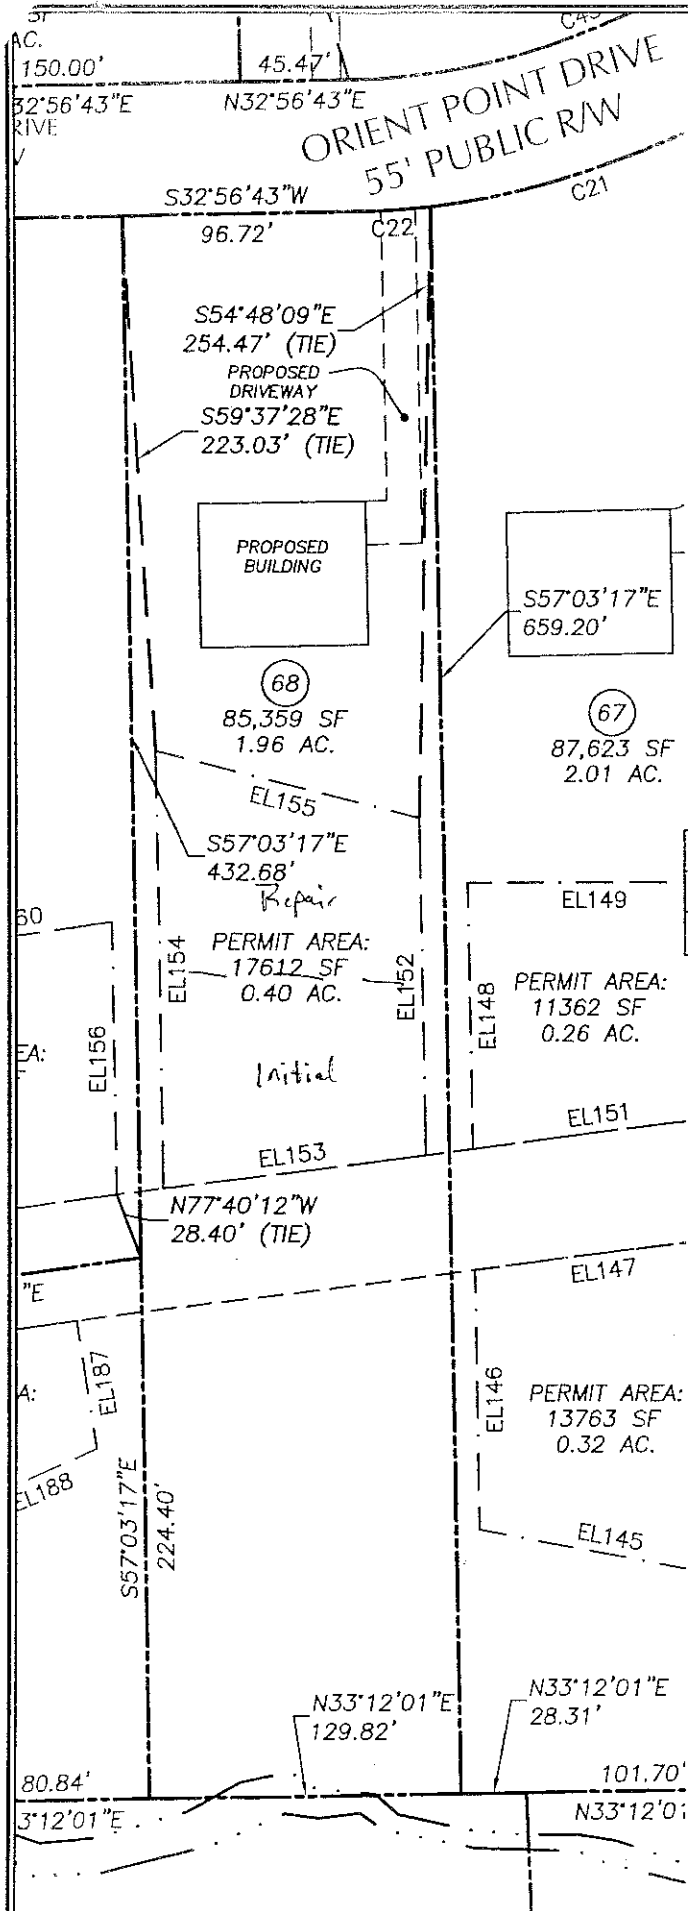 AC.
150.00'
45.47'
32°56'43"E
N32°56'43"E
RIVE
ORIENT POINT DRIVE
55' PUBLIC R/W
C21
S32°56'43"W
96.72'
C22
S54°48'09"E
254.47' (TIE)
PROPOSED
DRIVEWAY
S59°37'28"E
223.03' (TIE)
PROPOSED
BUILDING
S57°03'17"E
659.20'
68
85,359 SF
1.96 AC.
67
87,623 SF
2.01 AC.
EL155
S57°03'17"E
432.68'
Repair
60
EL149
EL154
PERMIT AREA:
17612 SF
0.40 AC.
EL152
EL148
PERMIT AREA:
11362 SF
0.26 AC.
EA:
EL156
Initial
EL151
EL153
N77°40'12"W
28.40' (TIE)
"E
EL147
EL187
A:
EL146
PERMIT AREA:
13763 SF
0.32 AC.
EL188
S57°03'17"E
224.40'
EL145
N33°12'01"E
129.82'
N33°12'01"E
28.31'
80.84'
101.70'
3°12'01"E
N33°12'01